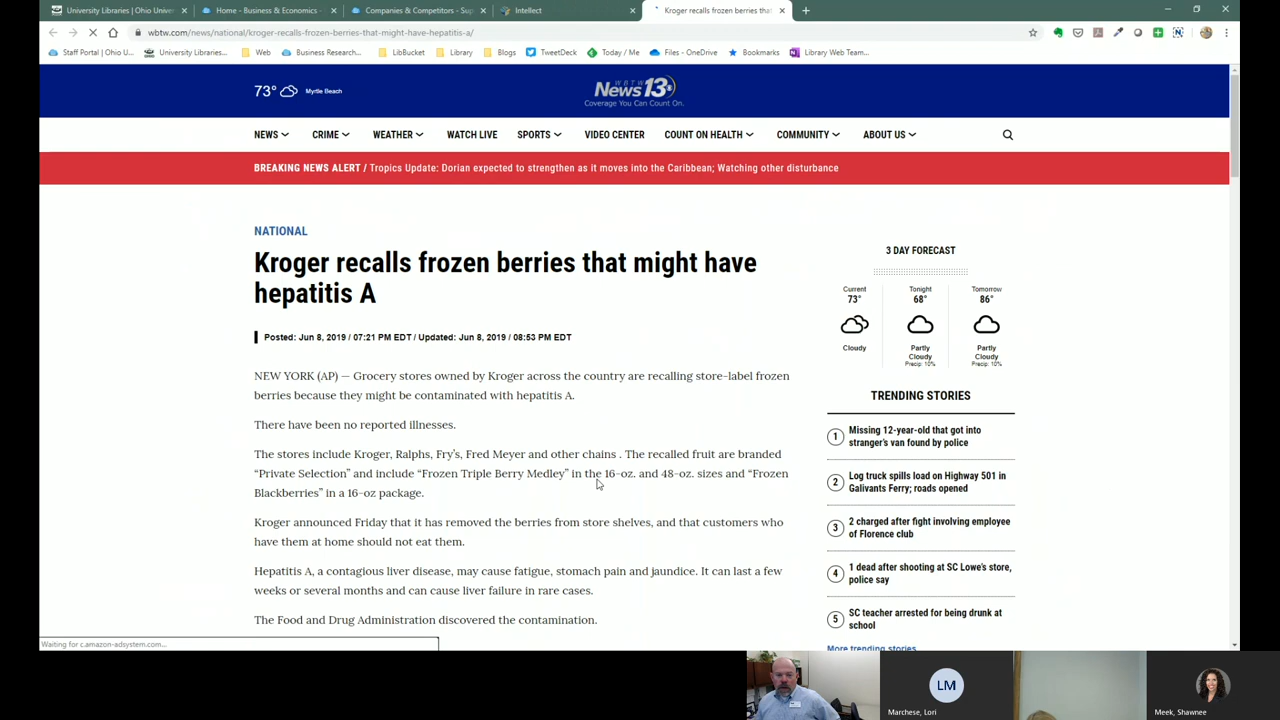 University Libraries | Ohio Univer
Home - Business & Economics -
Companies & Competitors - Sup
Intellect
Kroger recalls frozen berries that
wbtw.com/news/national/kroger-recalls-frozen-berries-that-might-have-hepatitis-a/
Staff Portal | Ohio U...
University Libraries...
Web
Business Research...
LibBucket
Library
Blogs
TweetDeck
Today / Me
Files - OneDrive
Bookmarks
Library Web Team...
73° Myrtle Beach
WBTW
News13
Coverage You Can Count On.
NEWS CRIME WEATHER WATCH LIVE SPORTS VIDEO CENTER COUNT ON HEALTH COMMUNITY ABOUT US
BREAKING NEWS ALERT / Tropics Update: Dorian expected to strengthen as it moves into the Caribbean; Watching other disturbance
NATIONAL
Kroger recalls frozen berries that might have
hepatitis A
Posted: Jun 8, 2019 / 07:21 PM EDT / Updated: Jun 8, 2019 / 08:53 PM EDT
NEW YORK (AP) — Grocery stores owned by Kroger across the country are recalling store-label frozen
berries because they might be contaminated with hepatitis A.
There have been no reported illnesses.
The stores include Kroger, Ralphs, Fry's, Fred Meyer and other chains . The recalled fruit are branded
“Private Selection” and include “Frozen Triple Berry Medley” in the 16-oz. and 48-oz. sizes and “Frozen
Blackberries” in a 16-oz package.
Kroger announced Friday that it has removed the berries from store shelves, and that customers who
have them at home should not eat them.
Hepatitis A, a contagious liver disease, may cause fatigue, stomach pain and jaundice. It can last a few
weeks or several months and can cause liver failure in rare cases.
The Food and Drug Administration discovered the contamination.
3 DAY FORECAST
Current
73°
Cloudy
Tonight
68°
Partly
Cloudy
Precip: 10%
Tomorrow
86°
Partly
Cloudy
Precip: 10%
TRENDING STORIES
1 Missing 12-year-old that got into
stranger's van found by police
2 Log truck spills load on Highway 501 in
Galivants Ferry; roads opened
3 2 charged after fight involving employee
of Florence club
4 1 dead after shooting at SC Lowe's store,
police say
5 SC teacher arrested for being drunk at
school
More trending stories
Waiting for c.amazon-adsystem.com...
LM
Marchese, Lori
Meek, Shawnee